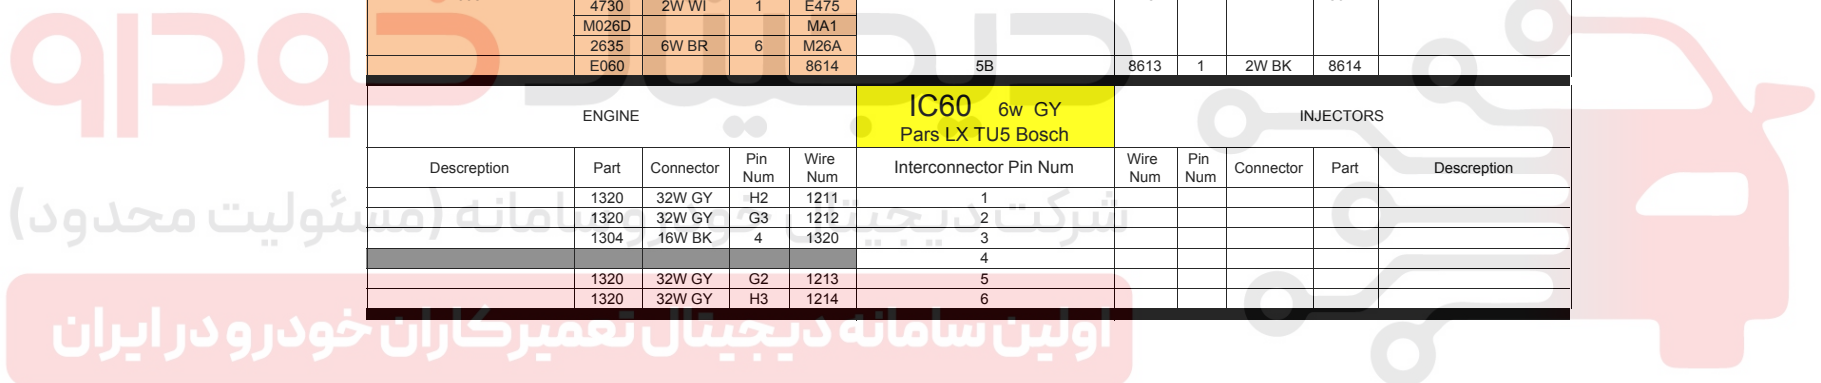 4730 2W WI 1 E475
M026D MA1
2635 6W BR 6 M26A
E060 8614 5B 8613 1 2W BK 8614
ENGINE IC60 6w GY Pars LX TU5 Bosch INJECTORS
Descreption Part Connector Pin Num Wire Num Interconnector Pin Num Wire Num Pin Num Connector Part Descreption
1320 32W GY H2 1211 1
1320 32W GY G3 1212 2
1304 16W BK 4 1320 3
4
1320 32W GY G2 1213 5
1320 32W GY H3 1214 6
دیجیتال خودرو
شرکت دیجیتال خودرو سامانه (مسئولیت محدود)
اولین سامانه دیجیتال تعمیرکاران خودرو در ایران